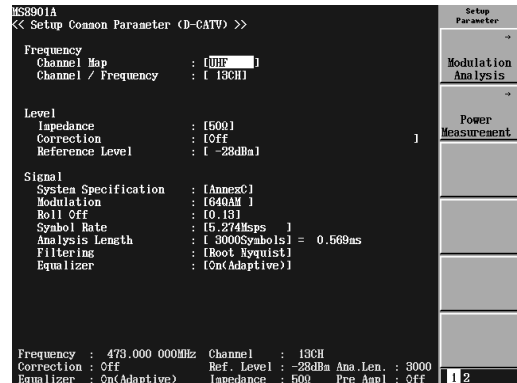 MS8901A
<< Setup Common Parameter (D-CATV) >>
Frequency
Channel Map : [UHF ]
Channel / Frequency : [ 13CH]
Level
Impedance : [50Ω]
Correction : [Off ]
Reference Level : [ -28dBm]
Signal
System Specification : [AnnexC]
Modulation : [64QAM ]
Roll Off : [0.13]
Symbol Rate : [5.274Msps ]
Analysis Length : [ 3000Symbols] = 0.569ms
Filtering : [Root Nyquist]
Equalizer : [On(Adaptive)]
Frequency : 473.000 000MHz Channel : 13CH
Correction : Off Ref. Level : -28dBm Ana.Len. : 3000
Equalizer : On(Adaptive) Impedance : 50Ω Pre Ampl : Off
Setup
Parameter
→
Modulation
Analysis
→
Power
Measurement
1 2